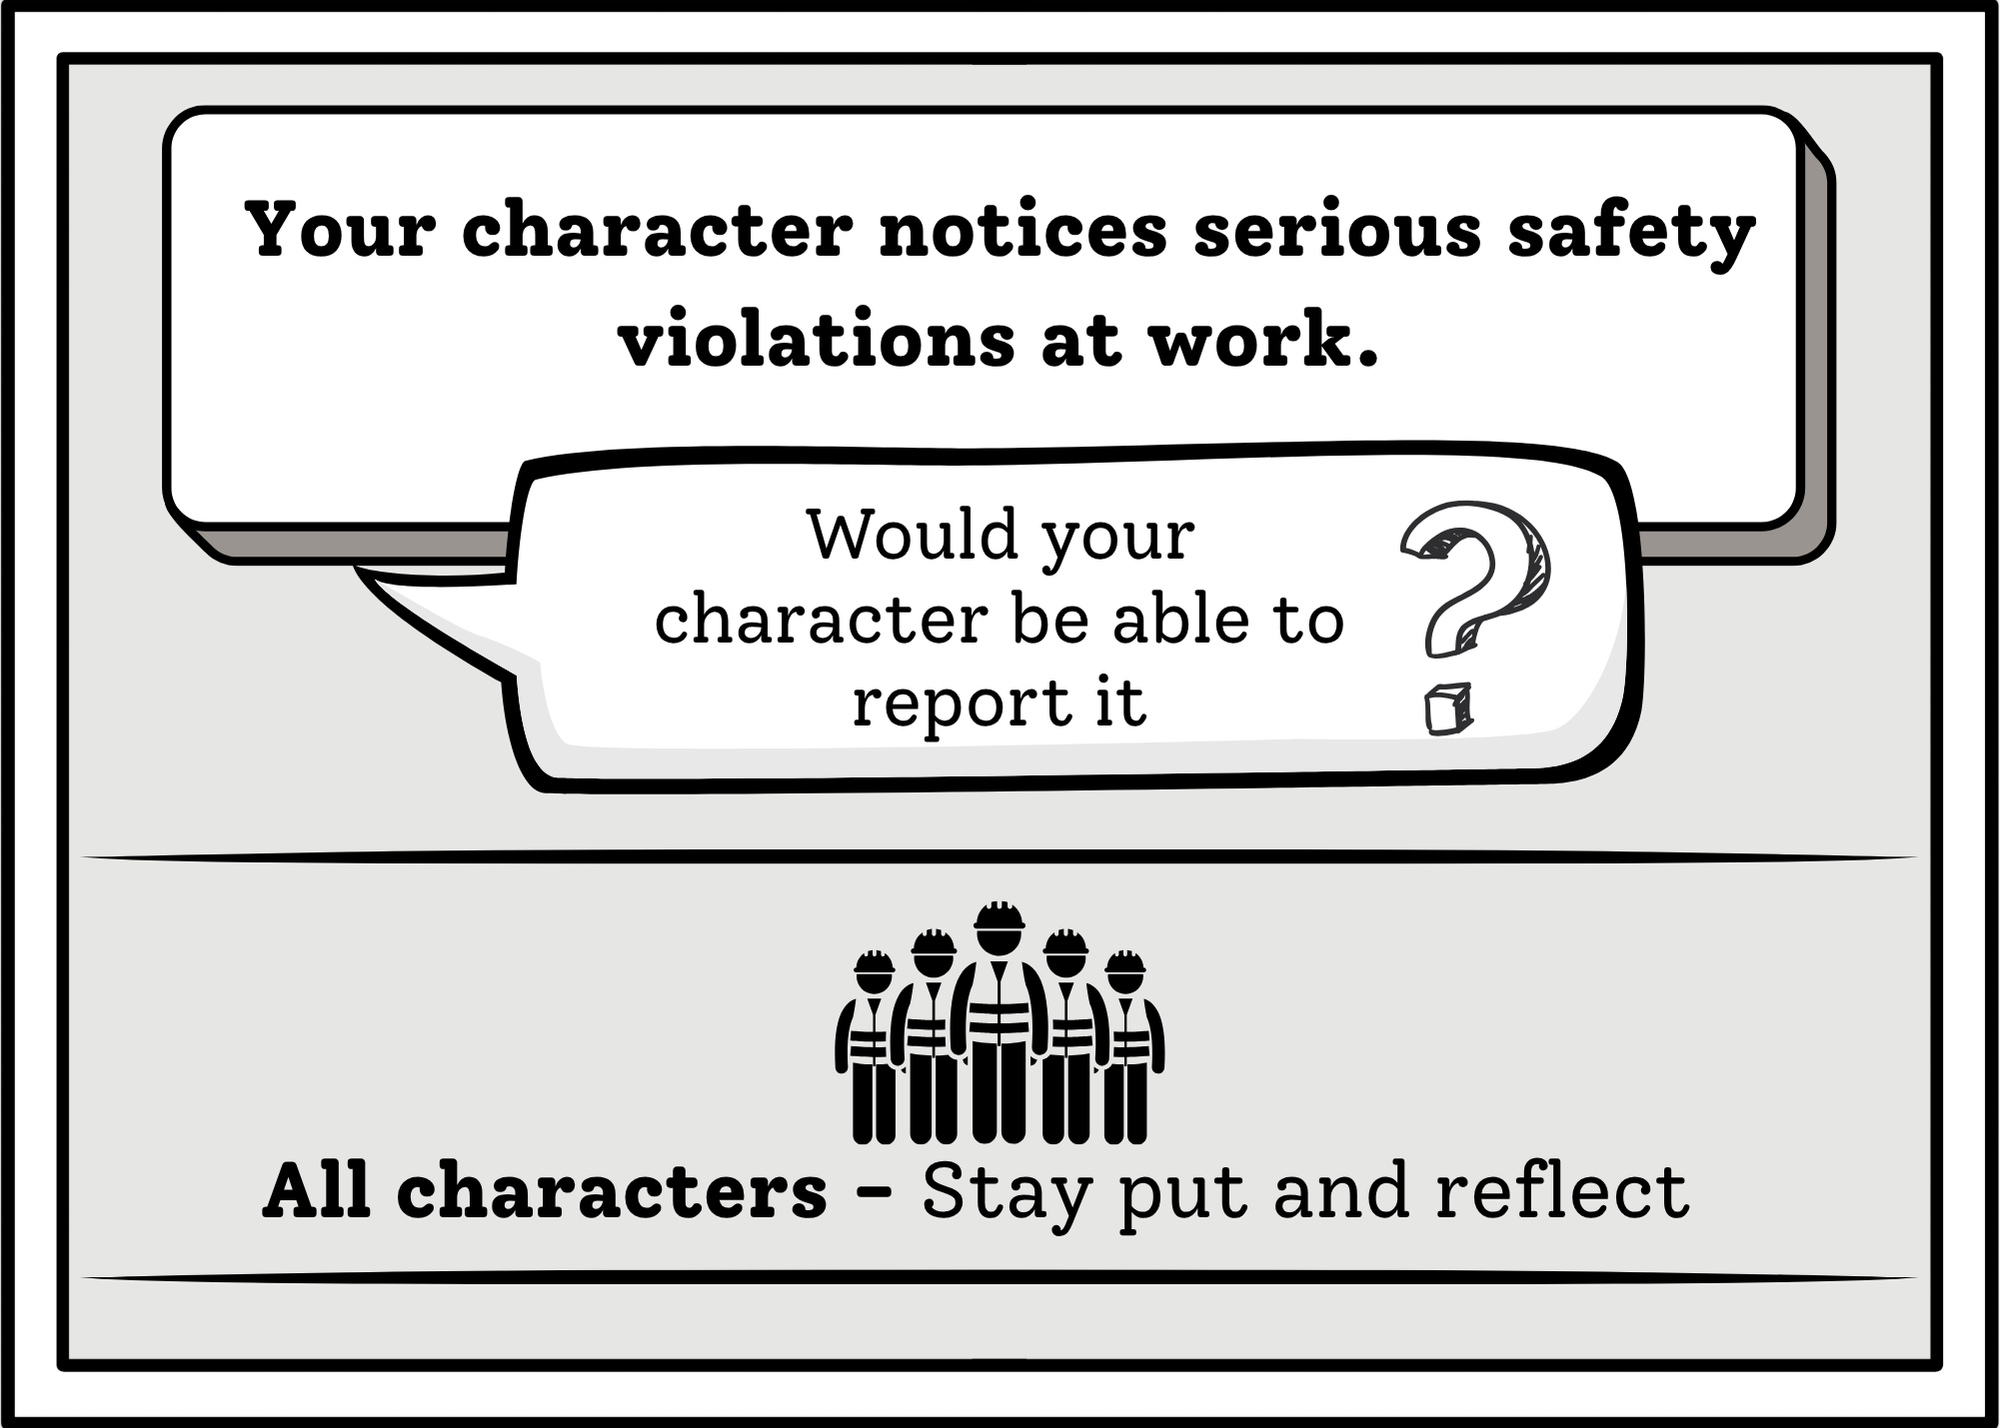 Your character notices serious safety
violations at work.
Would your
character be able to
report it
?
All characters - Stay put and reflect